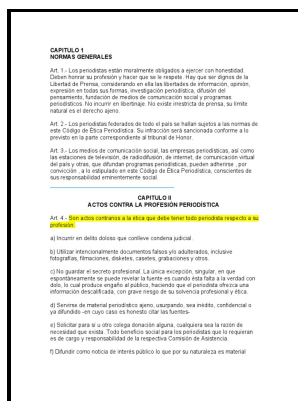 CAPITULO 1
NORMAS GENERALES
Art. 1.- Los periodistas están moralmente obligados a ejercer con honestidad.
Deben honrar su profesión y hacer que se le respete. Hay que ser dignos de la
Libertad de Prensa, considerando en ella las libertades de información, opinión,
expresión en todas sus formas, investigación periodística, difusión del
pensamiento, fundación de medios de comunicación social y programas
periodísticos. No incurrir en libertinaje. No existe irrestricta de prensa, su límite
natural es el derecho ajeno.
Art. 2.- Los periodistas federados de todo el país se hallan sujetos a las normas de
este Código de Ética Periodística. Su infracción será sancionada conforme a lo
previsto en la parte correspondiente al tribunal de Honor.
Art. 3.- Los medios de comunicación social, las empresas periodísticas, así como
las estaciones de televisión, de radiodifusión, de internet, de comunicación virtual
del país y otras, que difundan programas periodísticas, pueden adherirse , por
convicción , a lo estipulado en este Código de Ética Periodística, conscientes de
sus responsabilidad eminentemente social.
CAPITULO II
ACTOS CONTRA LA PROFESIÓN PERIODÍSTICA
Art. 4.- Son actos contrarios a la ética que debe tener todo periodista respecto a su
profesión:
a) Incurrir en delito doloso que conlleve condena judicial.
b) Utilizar intencionalmente documentos falsos y/o adulterados, inclusive
fotografías, filmaciones, disketes, casetes, grabaciones y otros.
c) No guardar el secreto profesional. La única excepción, singular, en que
espontáneamente se puede revelar la fuente es cuando ésta falta a la verdad con
dolo, lo cual produce engaño al público, haciendo que el periodista ofrezca una
información descalificada, con grave riesgo de su solvencia profesional y ética.
d) Servirse de material periodístico ajeno, usurpando, sea inédito, confidencial o
ya difundido -en cuyo caso es honesto citar las fuentes-
e) Solicitar para sí u otro colega donación alguna, cualquiera sea la razón de
necesidad que exista. Todo beneficio social para los periodistas que lo requieran
es de cargo y responsabilidad de la respectiva Comisión de Asistencia.
f) Difundir como noticia de interés público lo que por su naturaleza es material